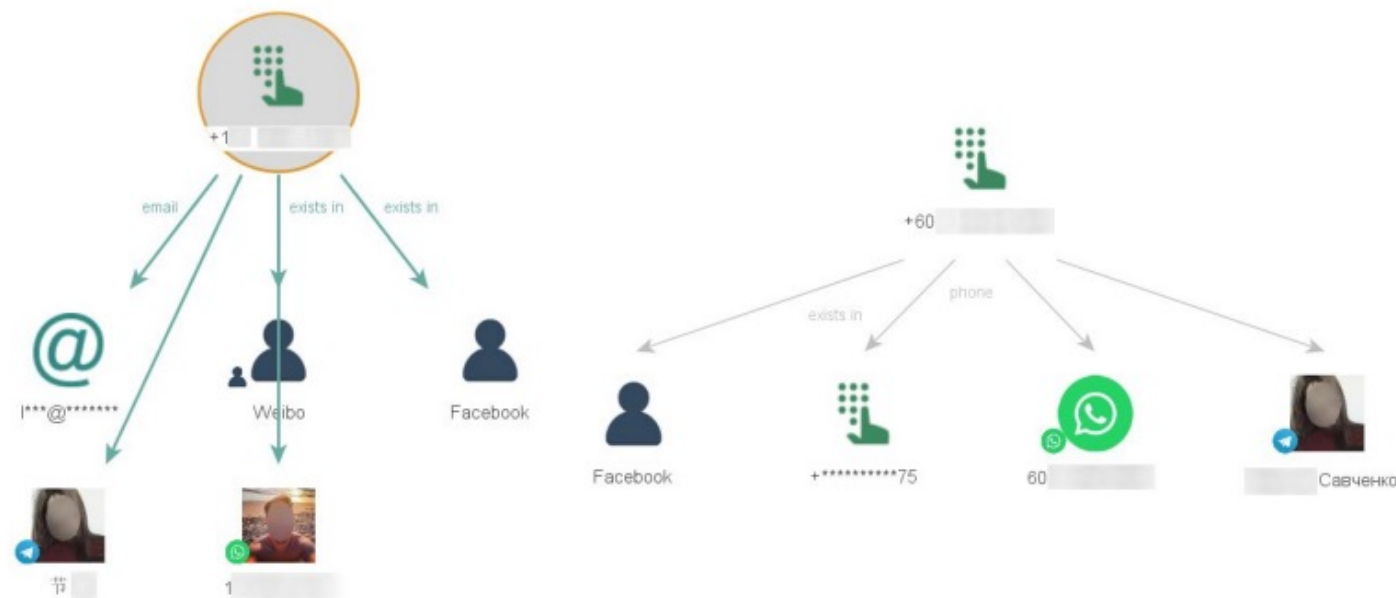 +1
+60
email
exists in
exists in
phone
exists in
l***@*******
Weibo
Facebook
Facebook
+**********75
60
Савченко
节
1